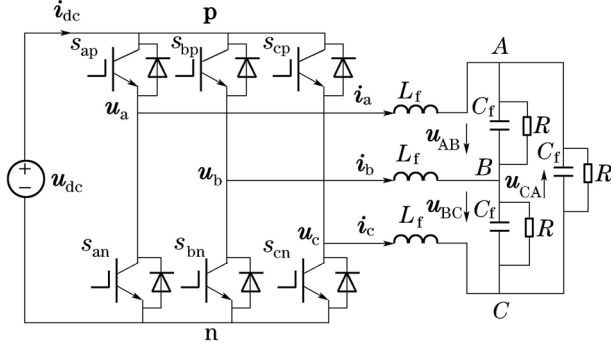 i_dc
p
s_ap
s_bp
s_cp
A
u_a
i_a
L_f
C_f
R
u_AB
+
−
u_dc
u_b
i_b
L_f
B
C_f
R
u_CA
u_BC
s_an
s_bn
s_cn
u_c
i_c
L_f
C_f
R
n
C